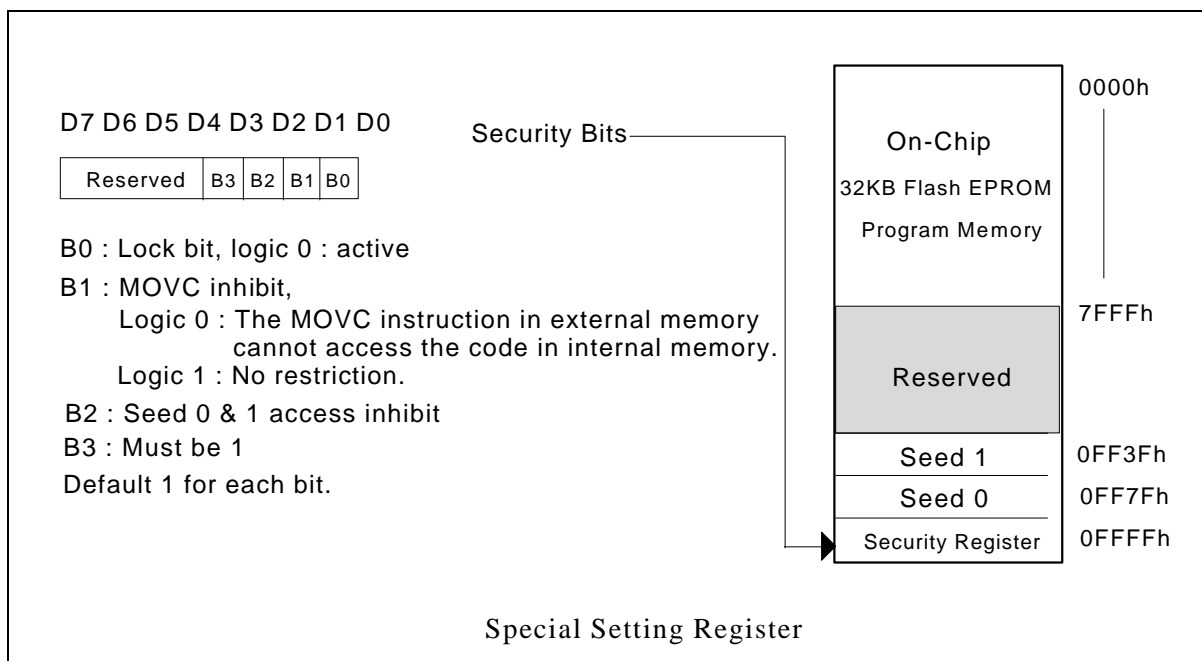 D7 D6 D5 D4 D3 D2 D1 D0
Reserved B3 B2 B1 B0
B0 : Lock bit, logic 0 : active
B1 : MOVC inhibit,
Logic 0 : The MOVC instruction in external memory
cannot access the code in internal memory.
Logic 1 : No restriction.
B2 : Seed 0 & 1 access inhibit
B3 : Must be 1
Default 1 for each bit.
Security Bits
On-Chip
32KB Flash EPROM
Program Memory
0000h
7FFFh
Reserved
Seed 1 0FF3Fh
Seed 0 0FF7Fh
Security Register 0FFFFh
Special Setting Register